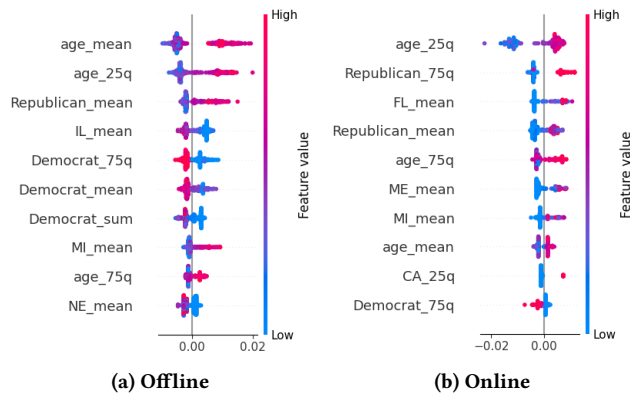 High
age_mean
age_25q
Republican_mean
IL_mean
Democrat_75q
Democrat_mean
Democrat_sum
MI_mean
age_75q
NE_mean
Feature value
Low
0.00 0.02
(a) Offline
High
age_25q
Republican_75q
FL_mean
Republican_mean
age_75q
ME_mean
MI_mean
age_mean
CA_25q
Democrat_75q
Feature value
Low
−0.02 0.00
(b) Online